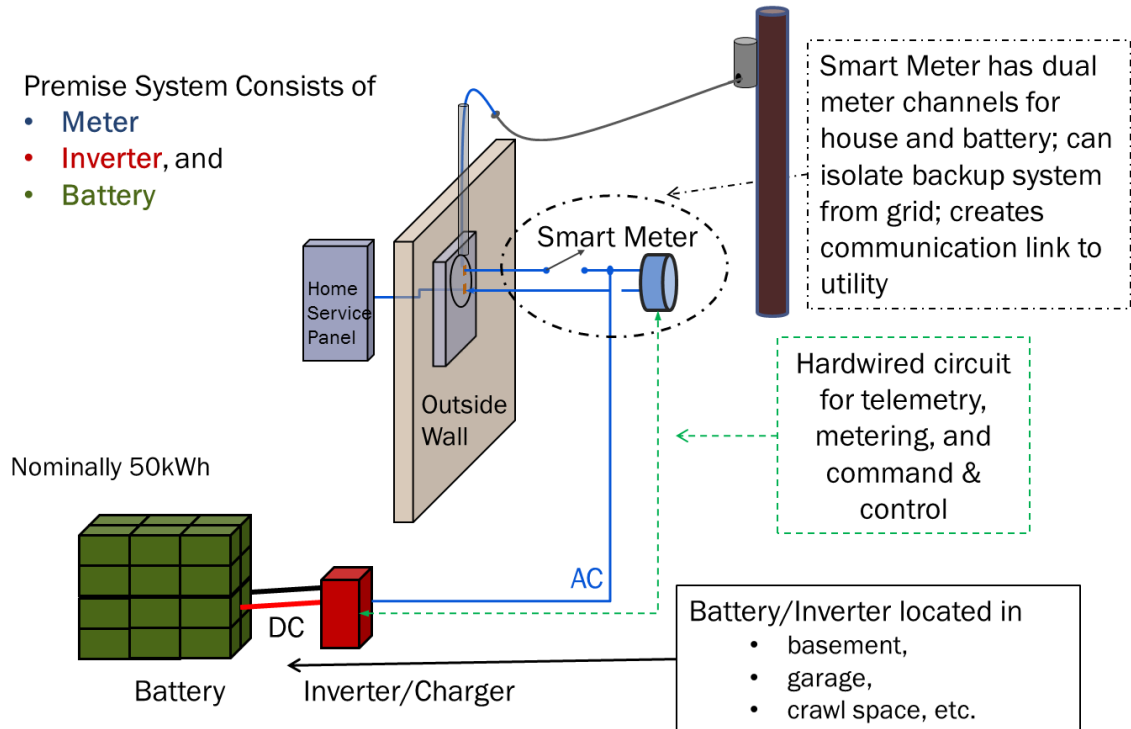 Premise System Consists of
• Meter
• Inverter, and
• Battery
Smart Meter has dual
meter channels for
house and battery; can
isolate backup system
from grid; creates
communication link to
utility
Smart Meter
Home
Service
Panel
Outside
Wall
Hardwired circuit
for telemetry,
metering, and
command &
control
Nominally 50kWh
AC
DC
Battery
Inverter/Charger
Battery/Inverter located in
• basement,
• garage,
• crawl space, etc.